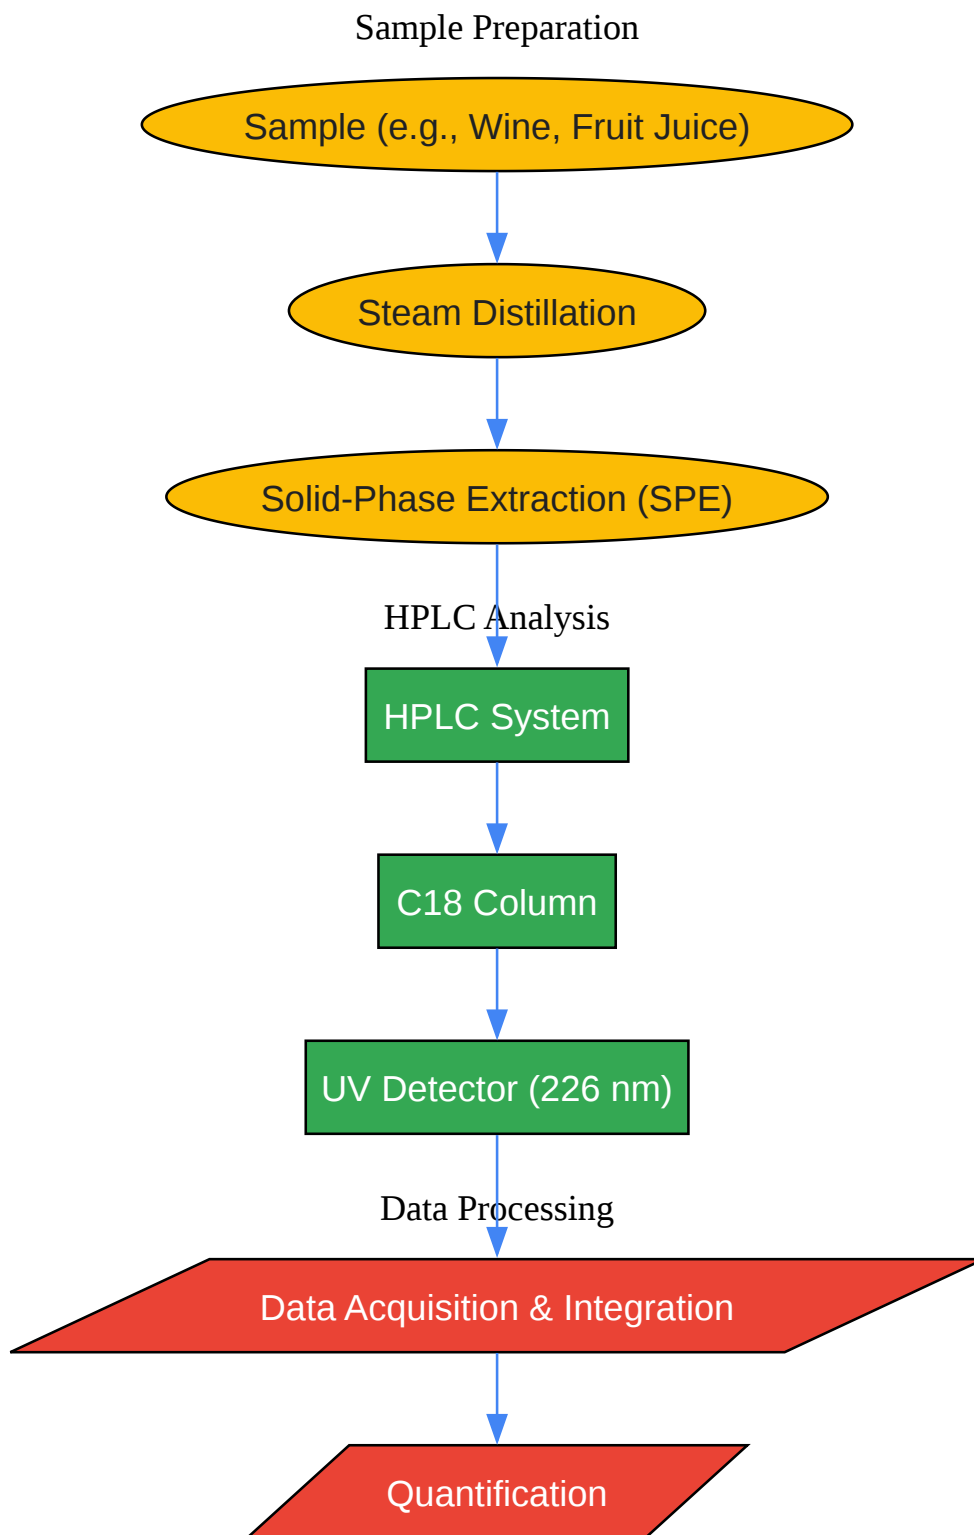 Sample Preparation
Sample (e.g., Wine, Fruit Juice)
Steam Distillation
Solid-Phase Extraction (SPE)
HPLC Analysis
HPLC System
C18 Column
UV Detector (226 nm)
Data Processing
Data Acquisition & Integration
Quantification